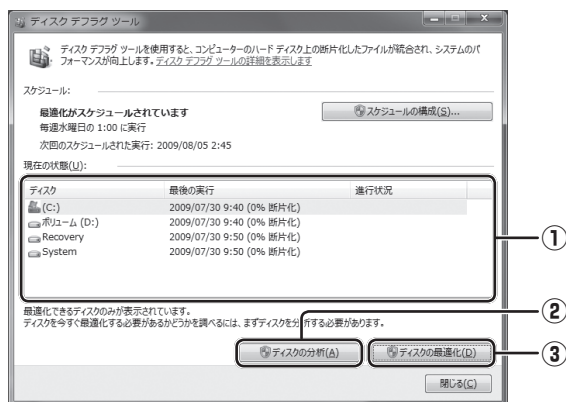 ディスク デフラグ ツール
ディスク デフラグ ツールを使用すると、コンピューターのハード ディスク上の断片化したファイルが統合され、システムのパ
フォーマンスが向上します。ディスク デフラグ ツールの詳細を表示します
スケジュール:
最適化がスケジュールされています
スケジュールの構成(S)...
毎週水曜日の 1:00 に実行
次回のスケジュールされた実行: 2009/08/05 2:45
現在の状態(U):
ディスク 最後の実行 進行状況
(C:) 2009/07/30 9:40 (0% 断片化)
ボリューム (D:) 2009/07/30 9:40 (0% 断片化)
Recovery 2009/07/30 9:50 (0% 断片化)
System 2009/07/30 9:50 (0% 断片化)
①
最適化できるディスクのみが表示されています。
②
ディスクを今すぐ最適化する必要があるかどうかを調べるには、まずディスクを分析する必要があります。
ディスクの分析(A) ディスクの最適化(D)
③
閉じる(C)